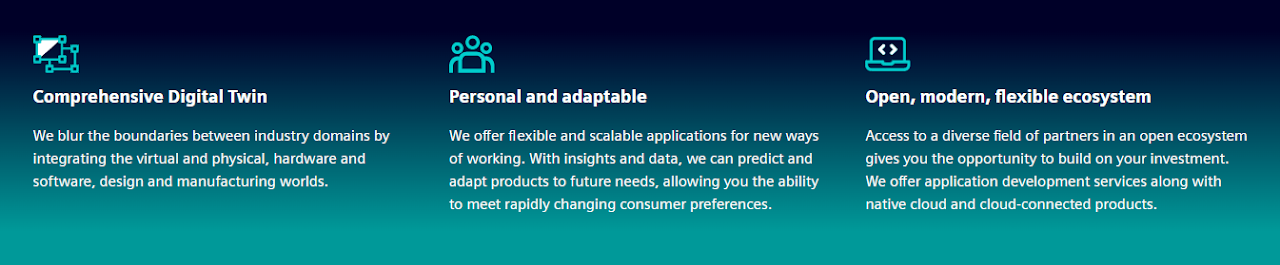 Comprehensive Digital Twin
We blur the boundaries between industry domains by
integrating the virtual and physical, hardware and
software, design and manufacturing worlds.
Personal and adaptable
We offer flexible and scalable applications for new ways
of working. With insights and data, we can predict and
adapt products to future needs, allowing you the ability
to meet rapidly changing consumer preferences.
Open, modern, flexible ecosystem
Access to a diverse field of partners in an open ecosystem
gives you the opportunity to build on your investment.
We offer application development services along with
native cloud and cloud-connected products.